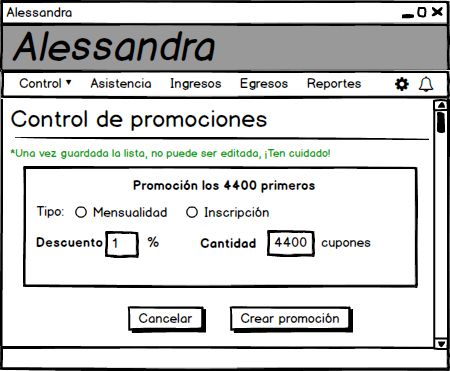 Alessandra
Alessandra
Control Asistencia Ingresos Egresos Reportes
Control de promociones
*Una vez guardada la lista, no puede ser editada, ¡Ten cuidado!
Promoción los 4400 primeros
Tipo: Mensualidad Inscripción
Descuento 1 % Cantidad 4400 cupones
Cancelar Crear promoción